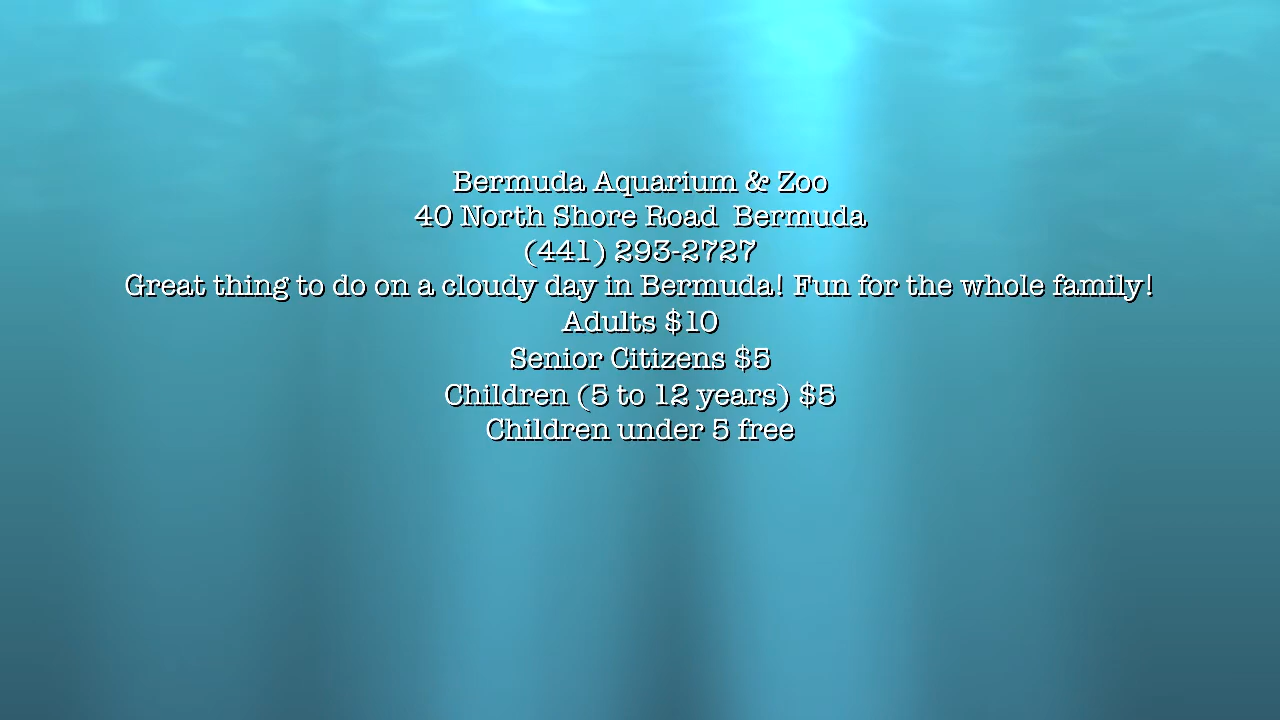 Bermuda Aquarium & Zoo
40 North Shore Road  Bermuda
(441) 293-2727
Great thing to do on a cloudy day in Bermuda! Fun for the whole family!
Adults $10
Senior Citizens $5
Children (5 to 12 years) $5
Children under 5 free